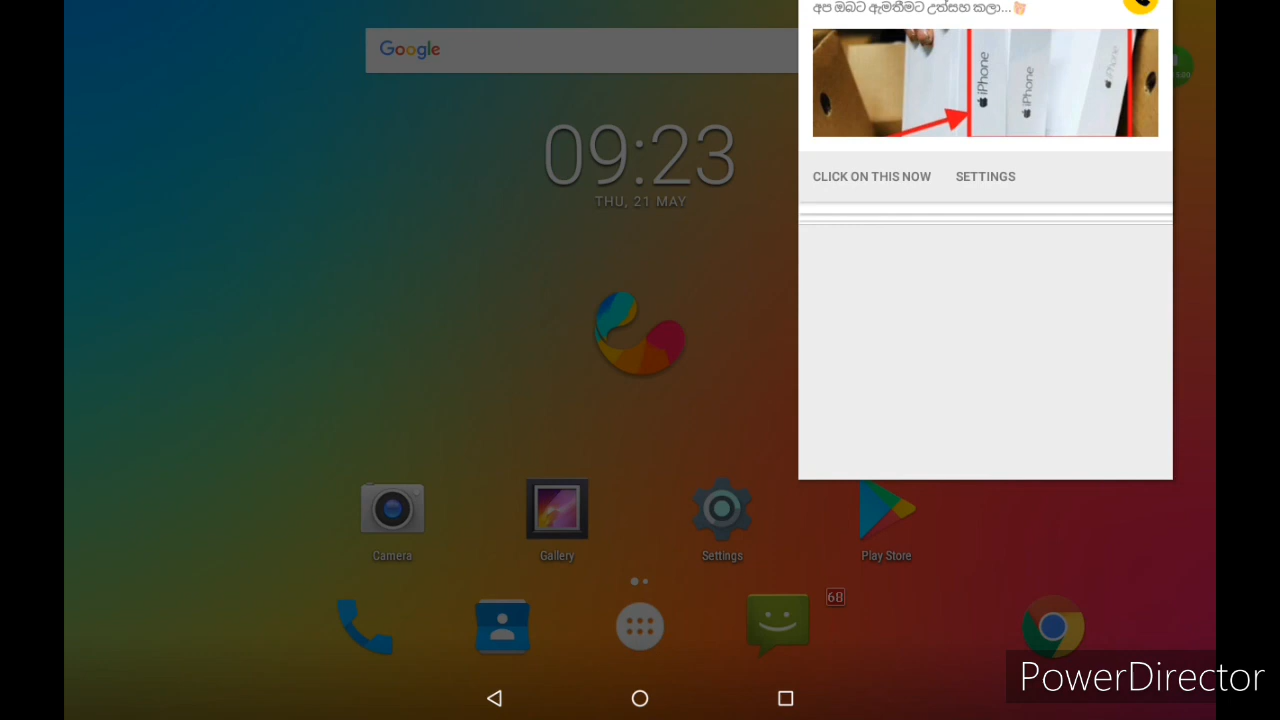 අප ඔබට ඇමතීමට උත්සහ කලා...
Google
iPhone
iPhone
iPhone
09:23
THU, 21 MAY
CLICK ON THIS NOW
SETTINGS
Camera
Gallery
Settings
Play Store
68
PowerDirector